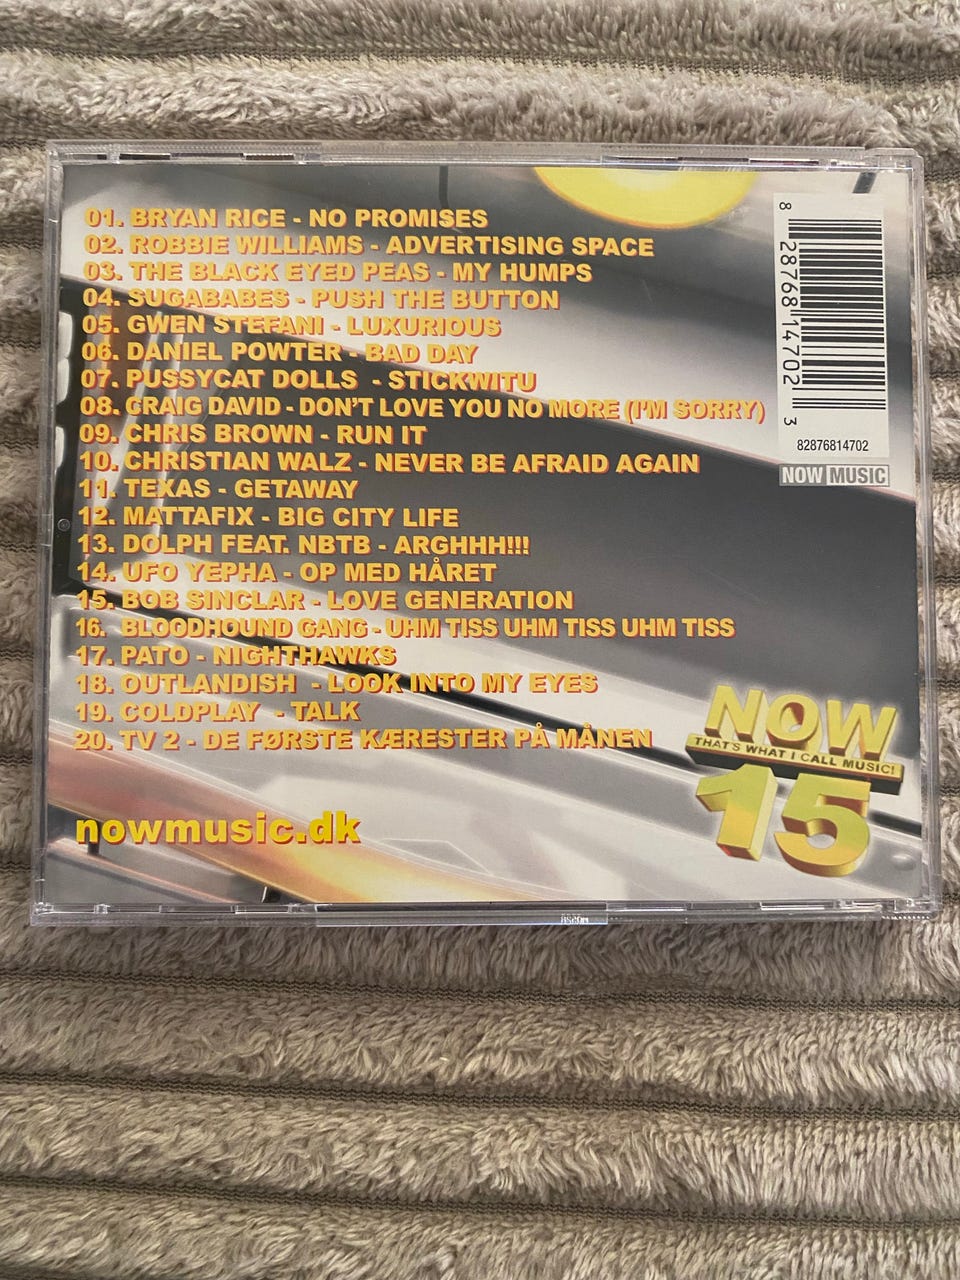 01. BRYAN RICE - NO PROMISES
02. ROBBIE WILLIAMS - ADVERTISING SPACE
03. THE BLACK EYED PEAS - MY HUMPS
04. SUGABABES - PUSH THE BUTTON
05. GWEN STEFANI - LUXURIOUS
06. DANIEL POWTER - BAD DAY
07. PUSSYCAT DOLLS - STICKWITU
08. CRAIG DAVID - DON'T LOVE YOU NO MORE (I'M SORRY)
09. CHRIS BROWN - RUN IT
10. CHRISTIAN WALZ - NEVER BE AFRAID AGAIN
11. TEXAS - GETAWAY
12. MATTAFIX - BIG CITY LIFE
13. DOLPH FEAT. NBTB - ARGHHH!!!
14. UFO YEPHA - OP MED HÅRET
15. BOB SINCLAR - LOVE GENERATION
16. BLOODHOUND GANG - UHM TISS UHM TISS UHM TISS
17. PATO - NIGHTHAWKS
18. OUTLANDISH - LOOK INTO MY EYES
19. COLDPLAY - TALK
20. TV 2 - DE FØRSTE KÆRESTER PÅ MÅNEN
nowmusic.dk
8 28768 14702 3
82876814702
NOW MUSIC
NOW
THAT'S WHAT I CALL MUSIC!
15